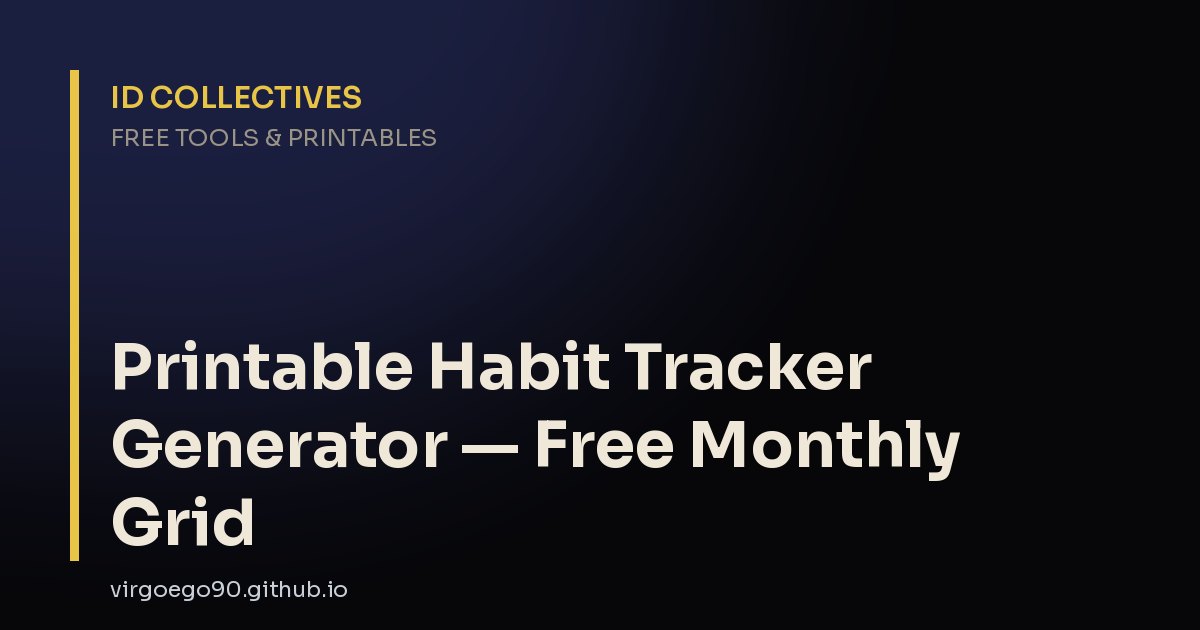 ID COLLECTIVES
FREE TOOLS & PRINTABLES
Printable Habit Tracker
Generator — Free Monthly
Grid
virgoego90.github.io